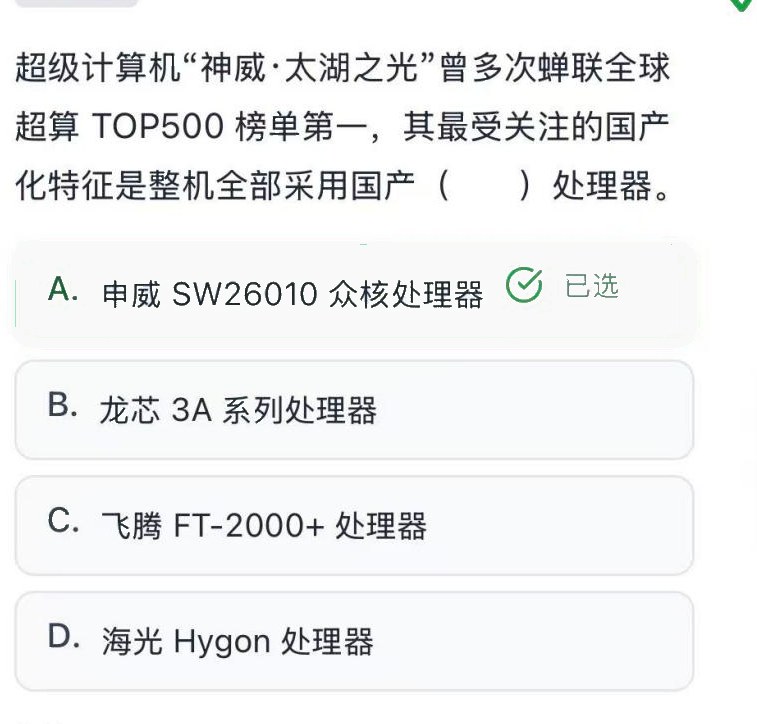 超级计算机“神威·太湖之光”曾多次蝉联全球
超算 TOP500 榜单第一，其最受关注的国产
化特征是整机全部采用国产（　　）处理器。
A. 申威 SW26010 众核处理器 已选
B. 龙芯 3A 系列处理器
C. 飞腾 FT-2000+ 处理器
D. 海光 Hygon 处理器